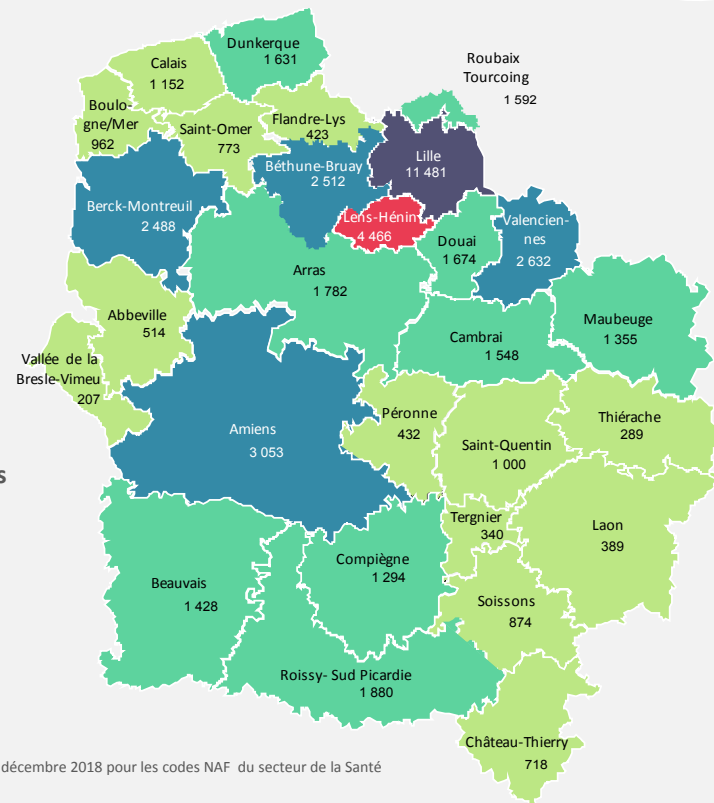 Dunkerque
1 631
Calais
1 152
Roubaix
Tourcoing
1 592
Boulo-
gne/Mer
962
Saint-Omer
773
Flandre-Lys
423
Béthune-Bruay
2 512
Lille
11 481
Berck-Montreuil
2 488
Lens-Hénin
4 466
Douai
1 674
Valencien-
nes
2 632
Arras
1 782
Abbeville
514
Cambrai
1 548
Maubeuge
1 355
Vallée de la
Bresle-Vimeu
207
Amiens
3 053
Péronne
432
Saint-Quentin
1 000
Thiérache
289
s
Tergnier
340
Laon
389
Compiègne
1 294
Beauvais
1 428
Soissons
874
Roissy- Sud Picardie
1 880
Château-Thierry
718
décembre 2018 pour les codes NAF du secteur de la Santé